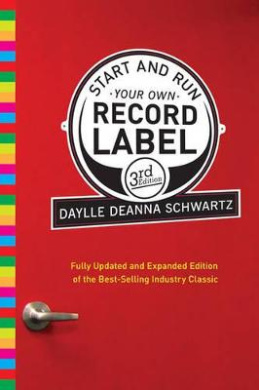 START AND RUN
·YOUR OWN·
RECORD
LABEL
3rd
Edition
DAYLLE DEANNA SCHWARTZ
Fully Updated and Expanded Edition
of the Best-Selling Industry Classic